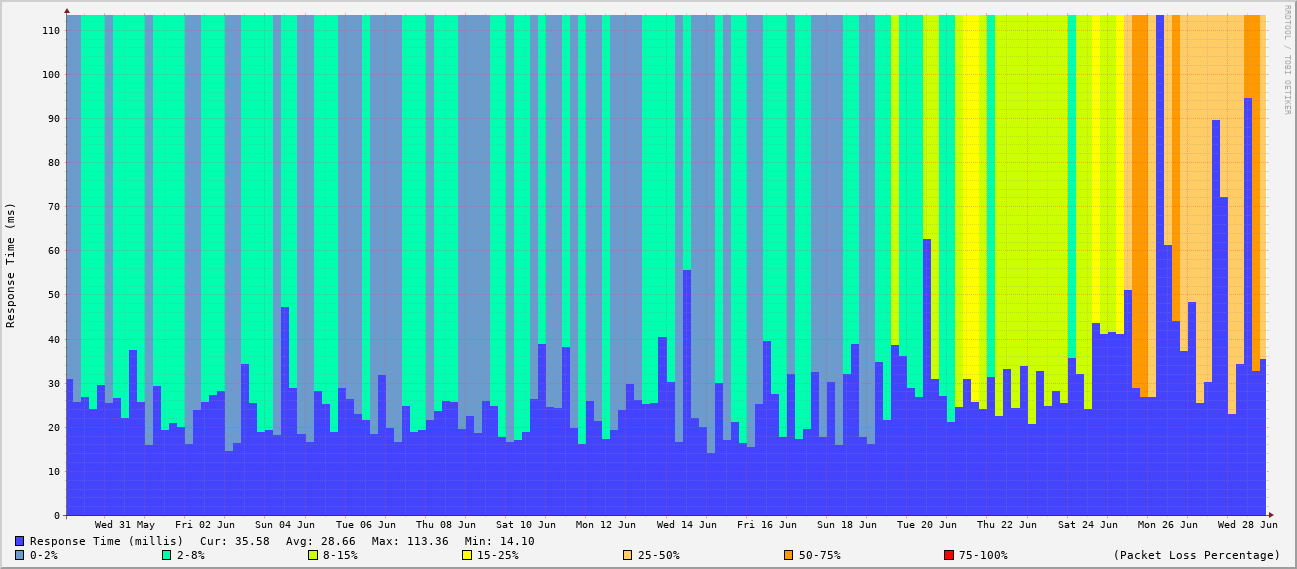 RRDTOOL / TOBI OETIKER
Response Time (ms)
110
100
90
80
70
60
50
40
30
20
10
0
Wed 31 May Fri 02 Jun Sun 04 Jun Tue 06 Jun Thu 08 Jun Sat 10 Jun Mon 12 Jun Wed 14 Jun Fri 16 Jun Sun 18 Jun Tue 20 Jun Thu 22 Jun Sat 24 Jun Mon 26 Jun Wed 28 Jun
Response Time (millis) Cur: 35.58 Avg: 28.66 Max: 113.36 Min: 14.10
0-2% 2-8% 8-15% 15-25% 25-50% 50-75% 75-100% (Packet Loss Percentage)